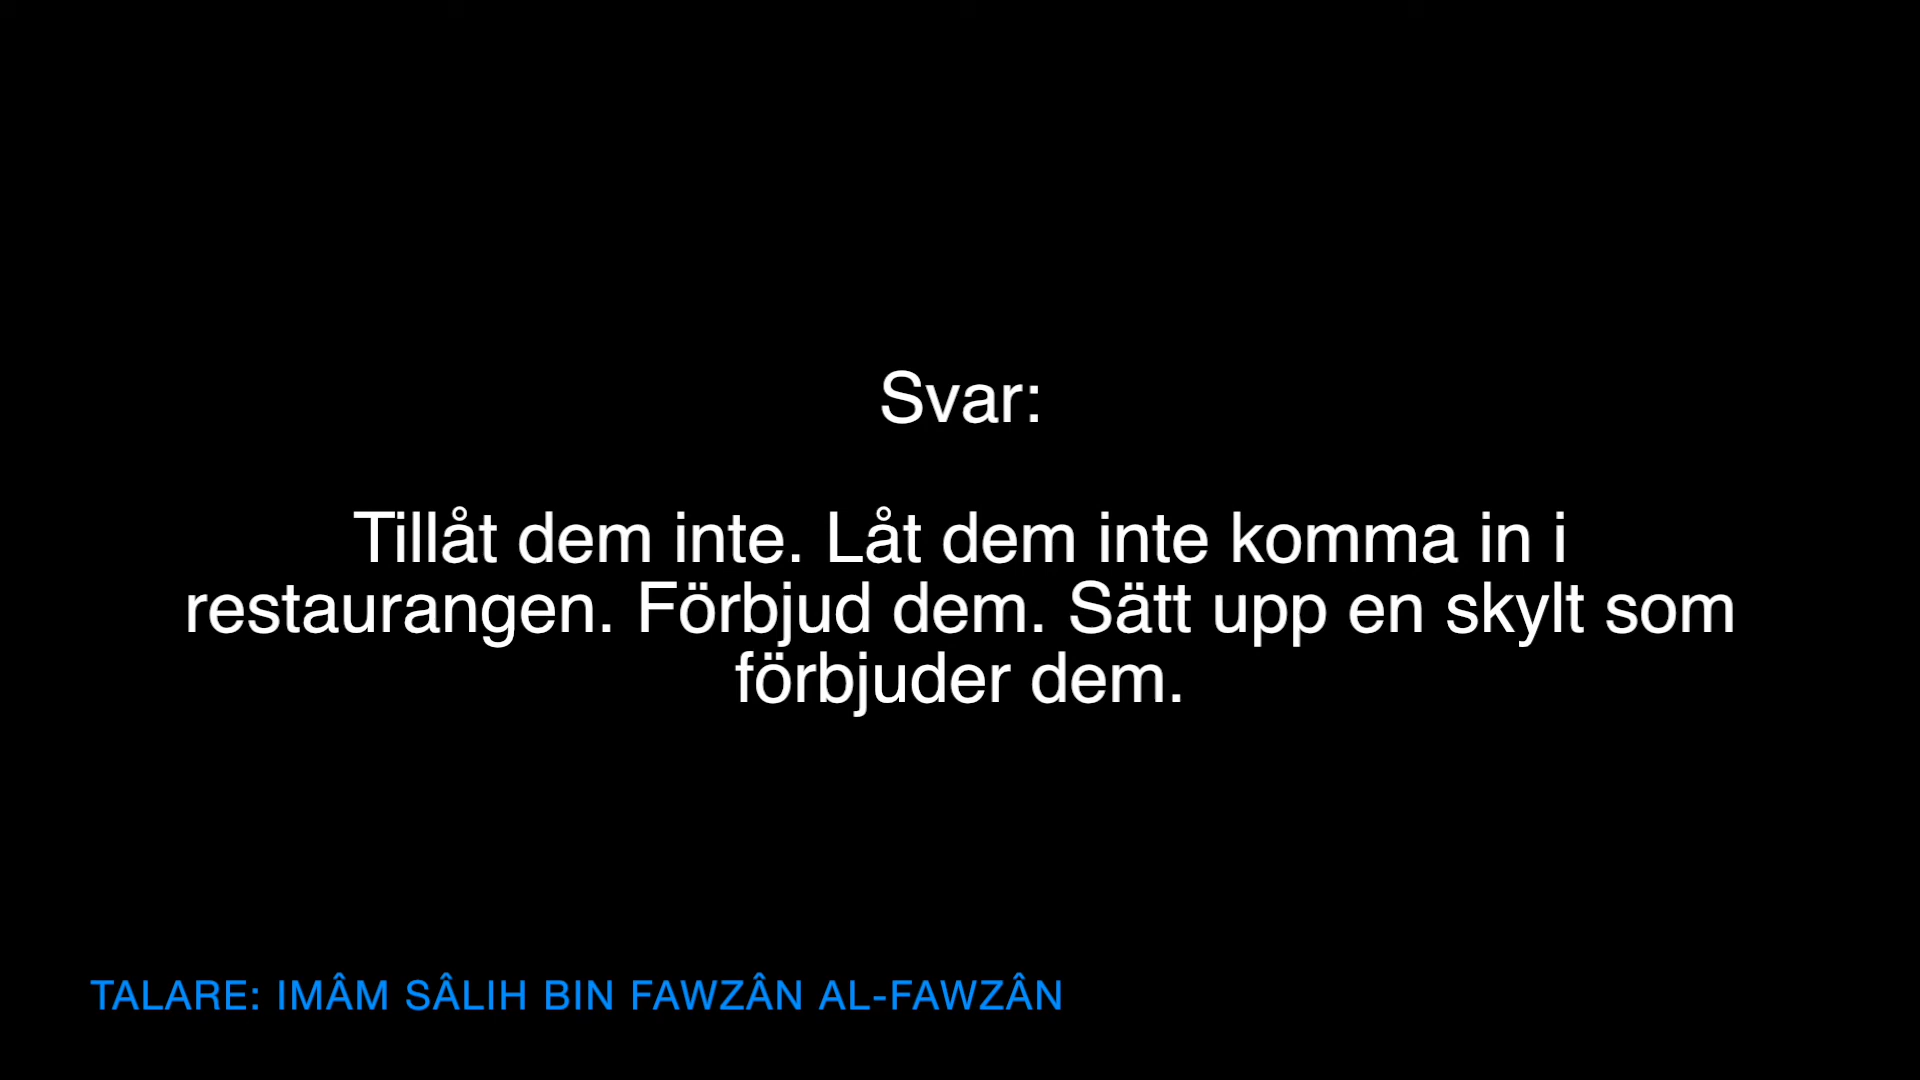 Svar:
Tillåt dem inte. Låt dem inte komma in i
restaurangen. Förbjud dem. Sätt upp en skylt som
förbjuder dem.
TALARE: IMÂM SÂLIH BIN FAWZÂN AL-FAWZÂN